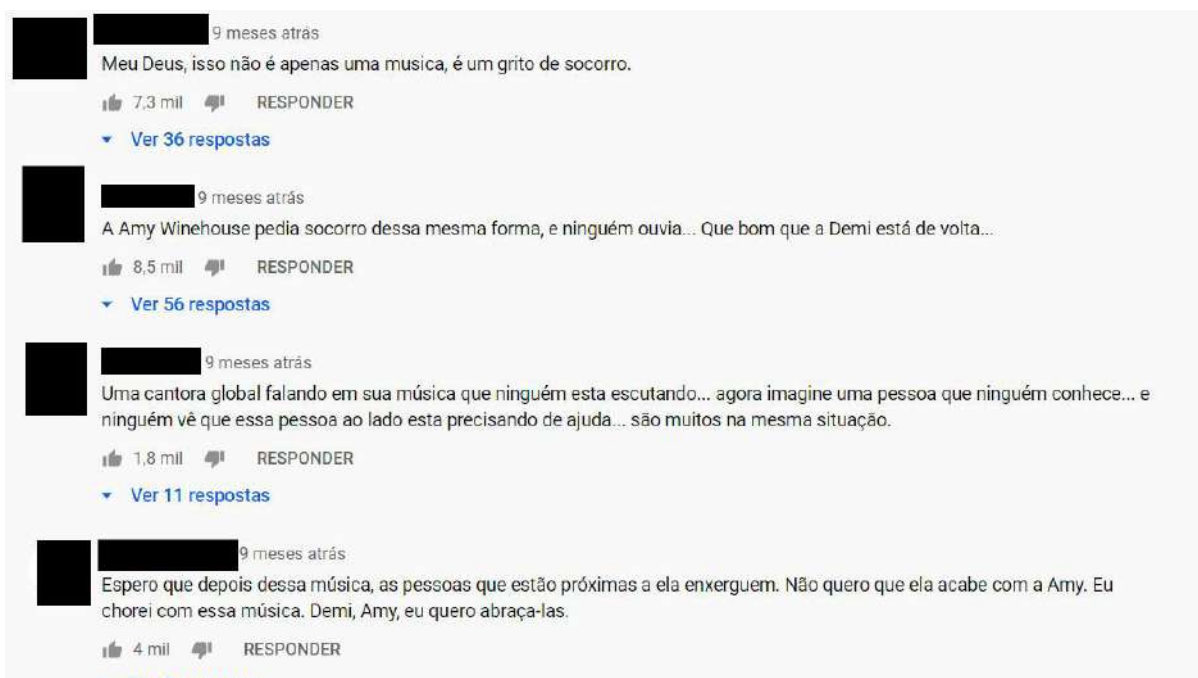 9 meses atrás
Meu Deus, isso não é apenas uma musica, é um grito de socorro.
7,3 mil RESPONDER
Ver 36 respostas
9 meses atrás
A Amy Winehouse pedia socorro dessa mesma forma, e ninguém ouvia... Que bom que a Demi está de volta...
8,5 mil RESPONDER
Ver 56 respostas
9 meses atrás
Uma cantora global falando em sua música que ninguém esta escutando... agora imagine uma pessoa que ninguém conhece... e
ninguém vê que essa pessoa ao lado esta precisando de ajuda... são muitos na mesma situação.
1,8 mil RESPONDER
Ver 11 respostas
9 meses atrás
Espero que depois dessa música, as pessoas que estão próximas a ela enxerguem. Não quero que ela acabe com a Amy. Eu
chorei com essa música. Demi, Amy, eu quero abraça-las.
4 mil RESPONDER